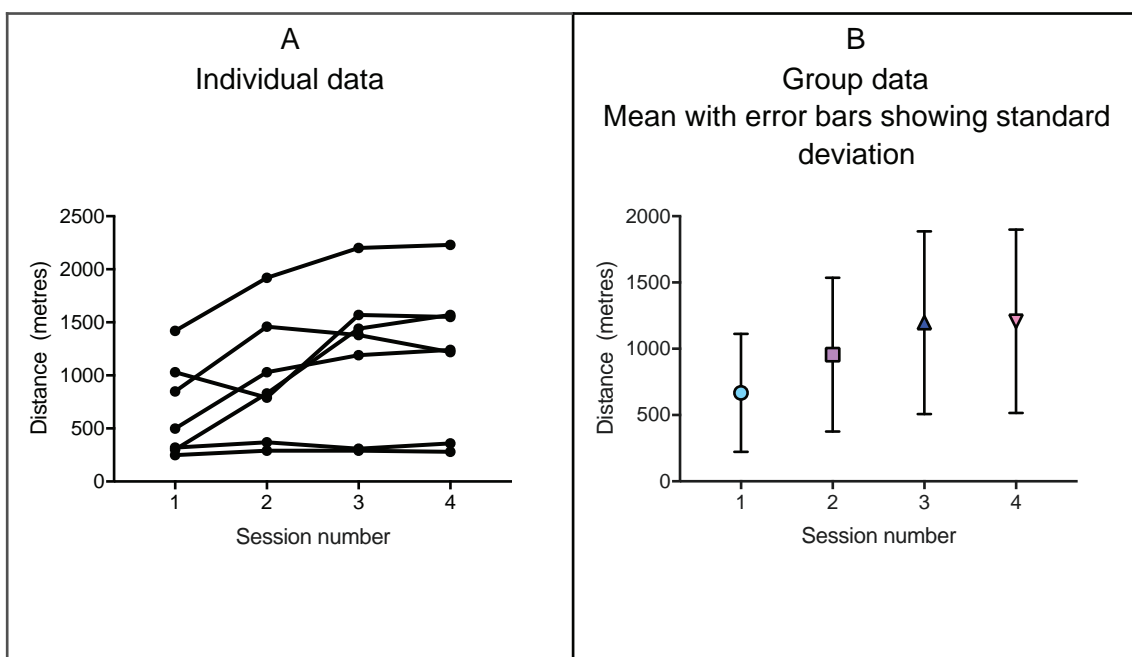 A
Individual data
2500
2000
1500
1000
500
0
Distance (metres)
1 2 3 4
Session number
B
Group data
Mean with error bars showing standard
deviation
2000
1500
1000
500
0
Distance (metres)
1 2 3 4
Session number